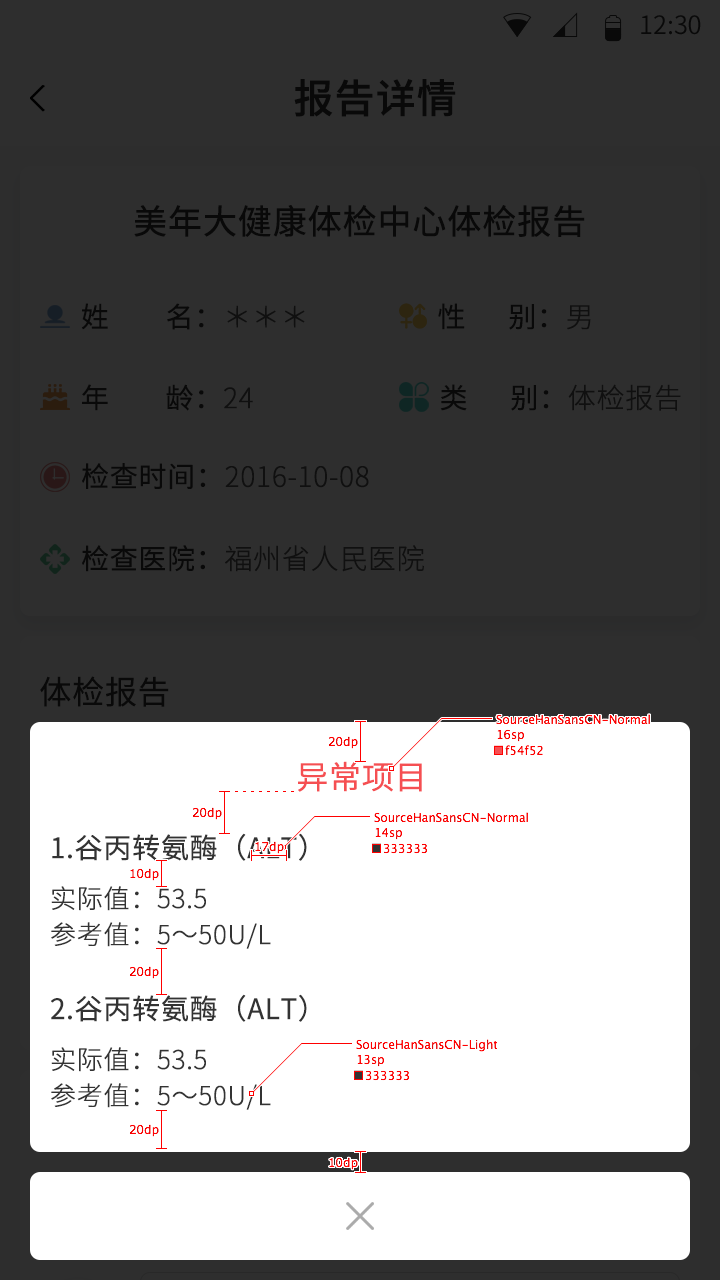 12:30
报告详情
美年大健康体检中心体检报告
姓 名：＊＊＊ 性 别：男
年 龄：24 类 别：体检报告
检查时间：2016-10-08
检查医院：福州省人民医院
体检报告
SourceHanSansCN-Normal
16sp
f54f52
20dp
异常项目
20dp
SourceHanSansCN-Normal
14sp
333333
1.谷丙转氨酶（ALT）
17dp
10dp
实际值：53.5
参考值：5～50U/L
20dp
2.谷丙转氨酶（ALT）
SourceHanSansCN-Light
13sp
333333
实际值：53.5
参考值：5～50U/L
20dp
10dp